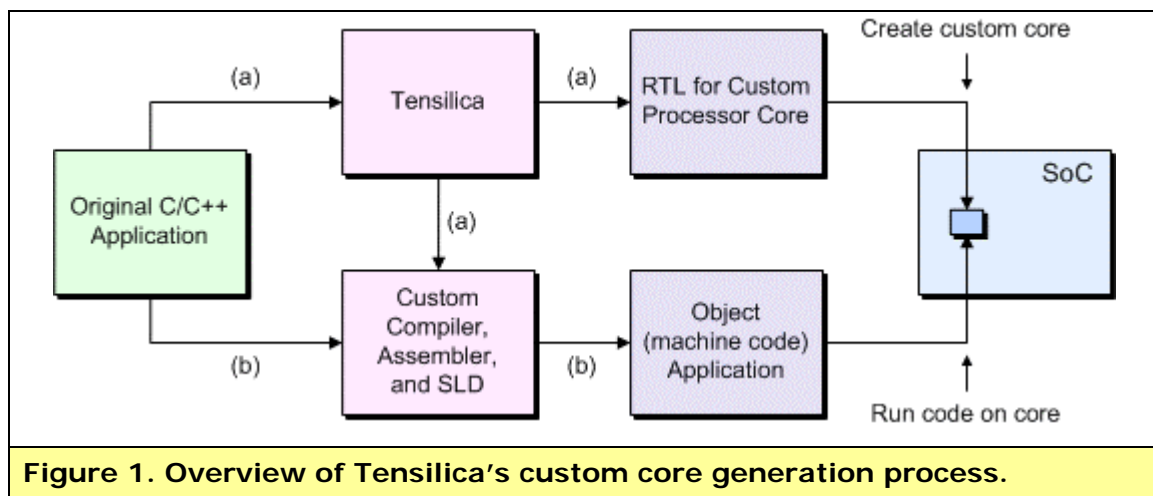 Create custom core
(a)
(a)
Tensilica
RTL for Custom
Processor Core
SoC
Original C/C++
Application
(a)
Custom
Compiler,
Assembler,
and SLD
Object
(machine code)
Application
(b)
(b)
Run code on core
Figure 1. Overview of Tensilica's custom core generation process.